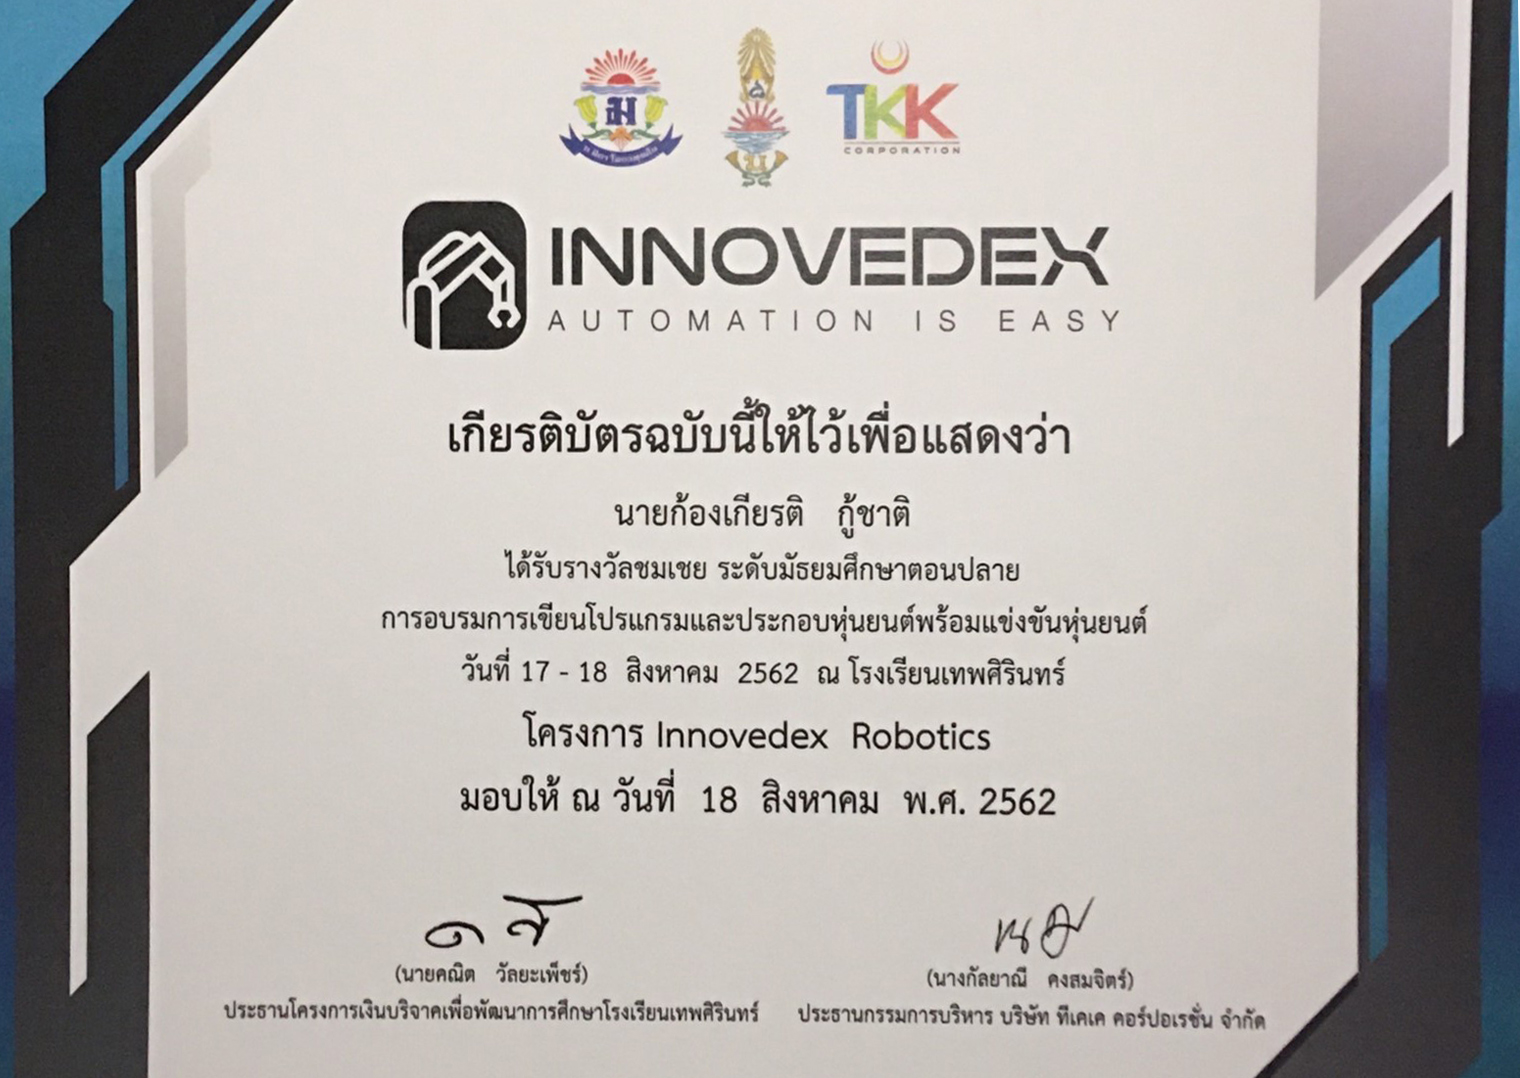 TKK
CORPORATION
INNOVEDEX
AUTOMATION IS EASY
เกียรติบัตรฉบับนี้ให้ไว้เพื่อแสดงว่า
นายก้องเกียรติ กู้ชาติ
ได้รับรางวัลชมเชย ระดับมัธยมศึกษาตอนปลาย
การอบรมการเขียนโปรแกรมและประกอบหุ่นยนต์พร้อมแข่งขันหุ่นยนต์
วันที่ 17 - 18 สิงหาคม 2562 ณ โรงเรียนเทพศิรินทร์
โครงการ Innovedex Robotics
มอบให้ ณ วันที่ 18 สิงหาคม พ.ศ. 2562
(นายคณิต วัลยะเพ็ชร์)
ประธานโครงการเงินบริจาคเพื่อพัฒนาการศึกษาโรงเรียนเทพศิรินทร์
(นางกัลยาณี คงสมจิตร์)
ประธานกรรมการบริหาร บริษัท ทีเคเค คอร์ปอเรชั่น จำกัด